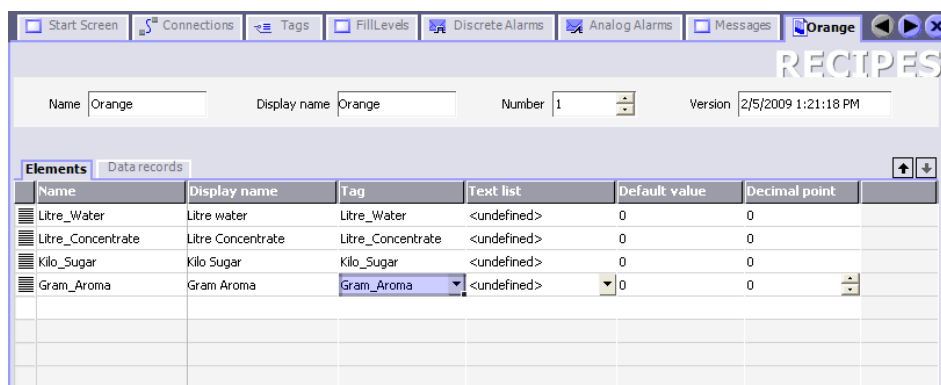 Start Screen Connections Tags FillLevels Discrete Alarms Analog Alarms Messages Orange
RECIPES
Name Orange Display name Orange Number 1 Version 2/5/2009 1:21:18 PM
Elements Data records
Name Display name Tag Text list Default value Decimal point
Litre_Water Litre water Litre_Water <undefined> 0 0
Litre_Concentrate Litre Concentrate Litre_Concentrate <undefined> 0 0
Kilo_Sugar Kilo Sugar Kilo_Sugar <undefined> 0 0
Gram_Aroma Gram Aroma Gram_Aroma <undefined> 0 0